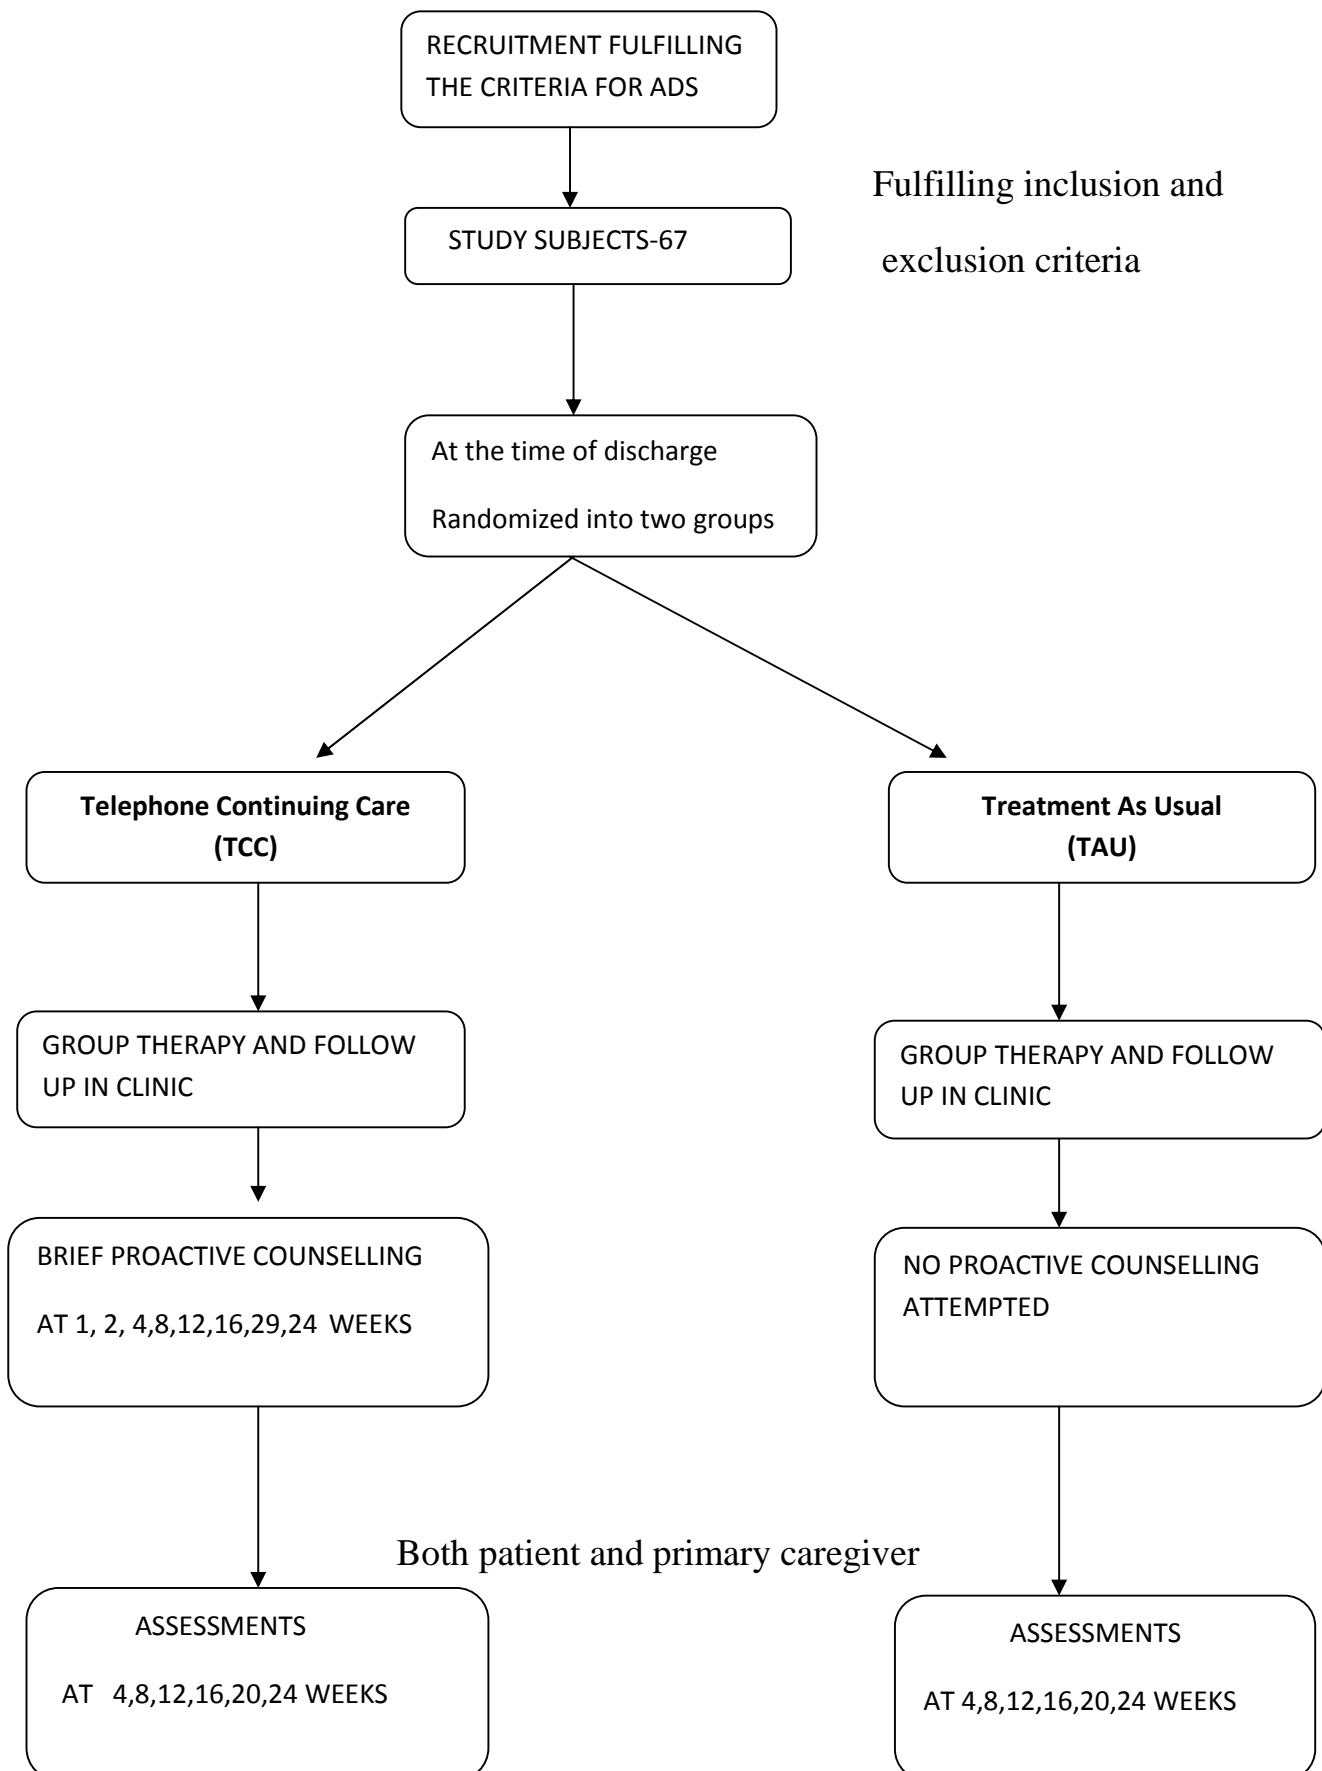 RECRUITMENT FULFILLING
THE CRITERIA FOR ADS
Fulfilling inclusion and
exclusion criteria
STUDY SUBJECTS-67
At the time of discharge
Randomized into two groups
Telephone Continuing Care
(TCC)
Treatment As Usual
(TAU)
GROUP THERAPY AND FOLLOW
UP IN CLINIC
GROUP THERAPY AND FOLLOW
UP IN CLINIC
BRIEF PROACTIVE COUNSELLING
AT 1, 2, 4,8,12,16,29,24 WEEKS
NO PROACTIVE COUNSELLING
ATTEMPTED
Both patient and primary caregiver
ASSESSMENTS
AT 4,8,12,16,20,24 WEEKS
ASSESSMENTS
AT 4,8,12,16,20,24 WEEKS